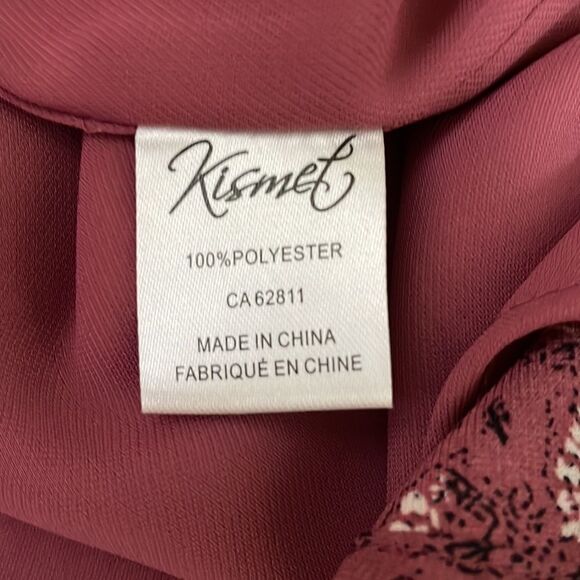 Kismet
100%POLYESTER
CA 62811
MADE IN CHINA
FABRIQUÉ EN CHINE